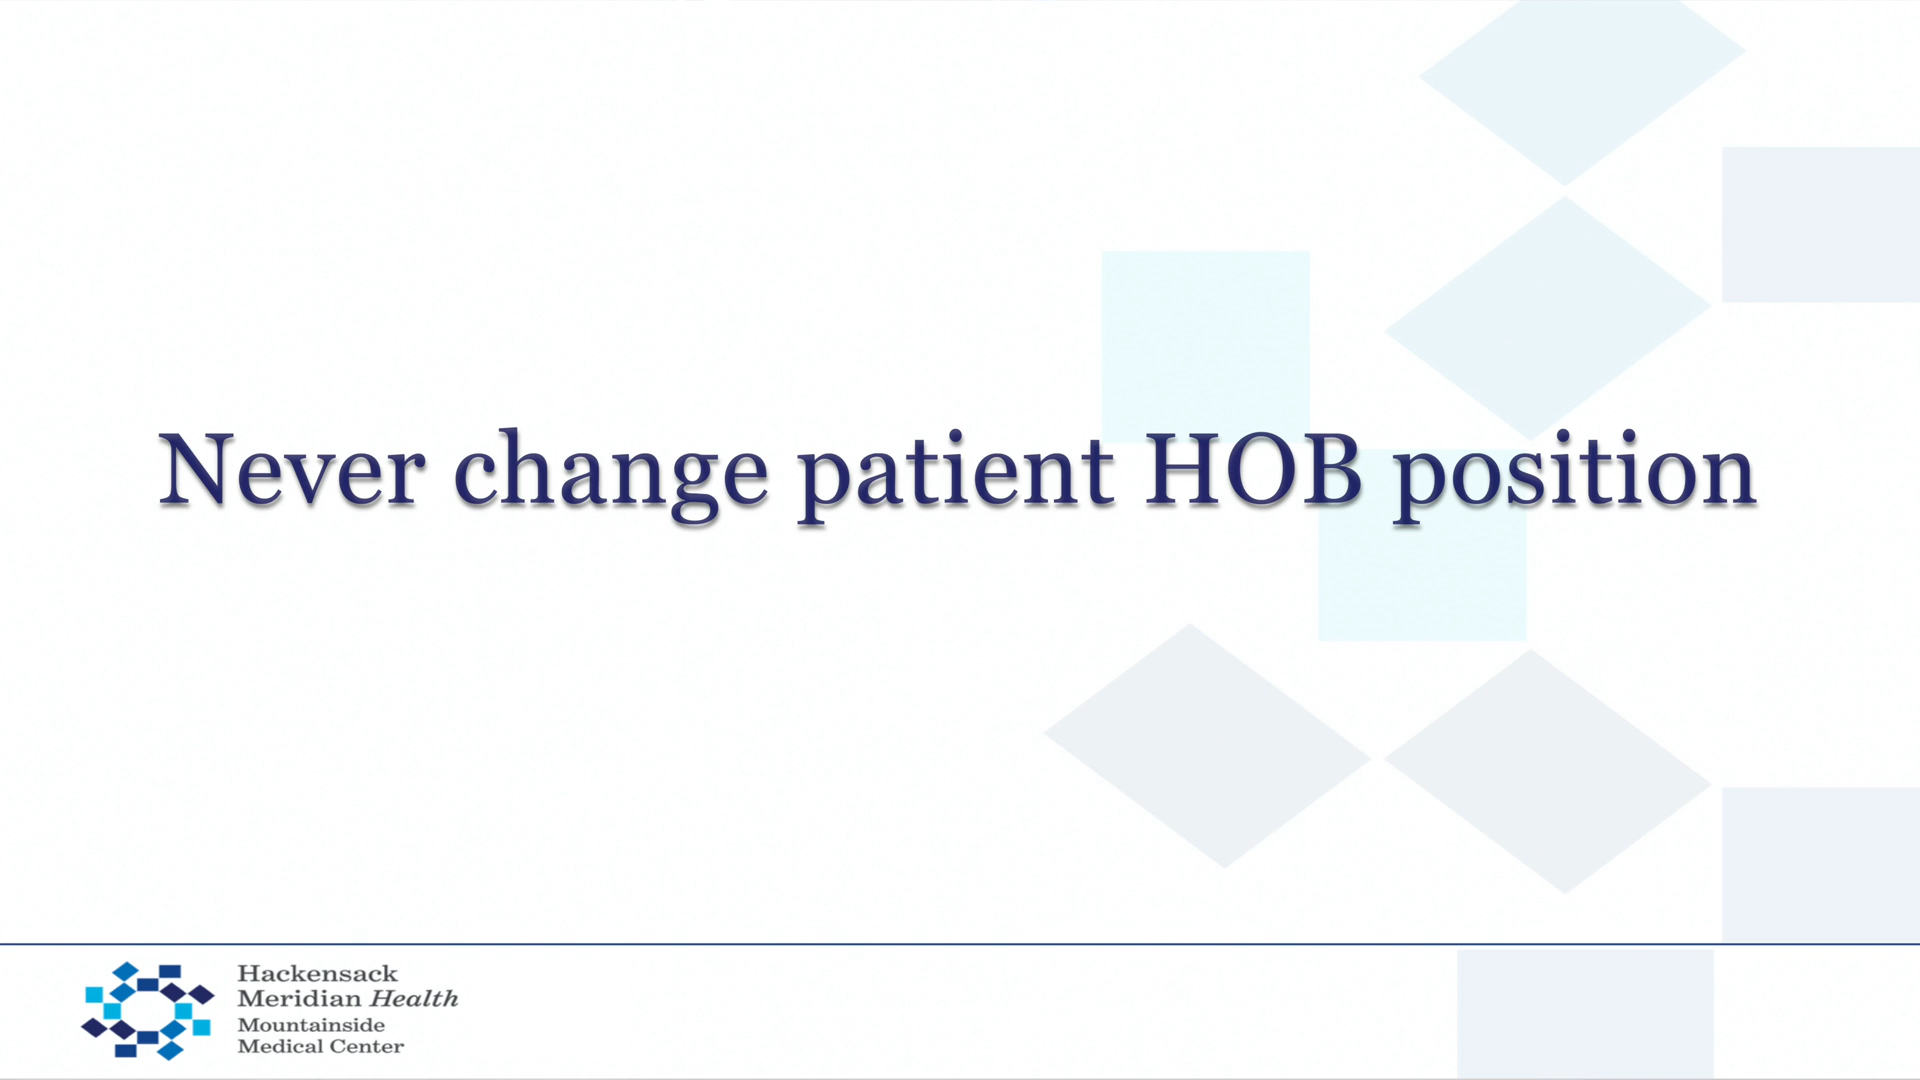 Never change patient HOB position
Hackensack
Meridian Health
Mountainside
Medical Center